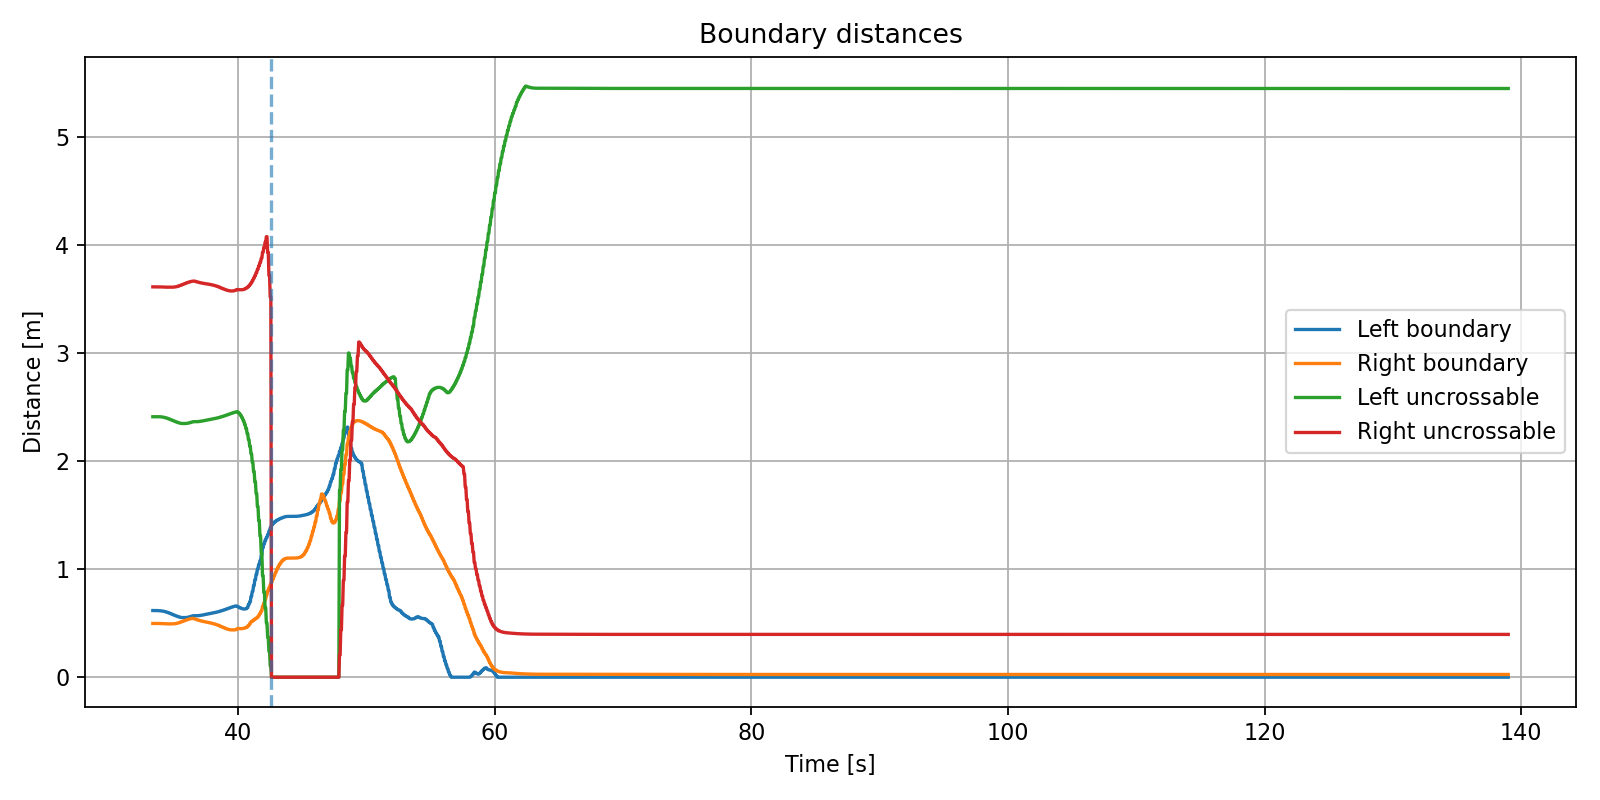 Boundary distances
Distance [m]
5
4
3
2
1
0
Left boundary
Right boundary
Left uncrossable
Right uncrossable
40
60
80
100
120
140
Time [s]